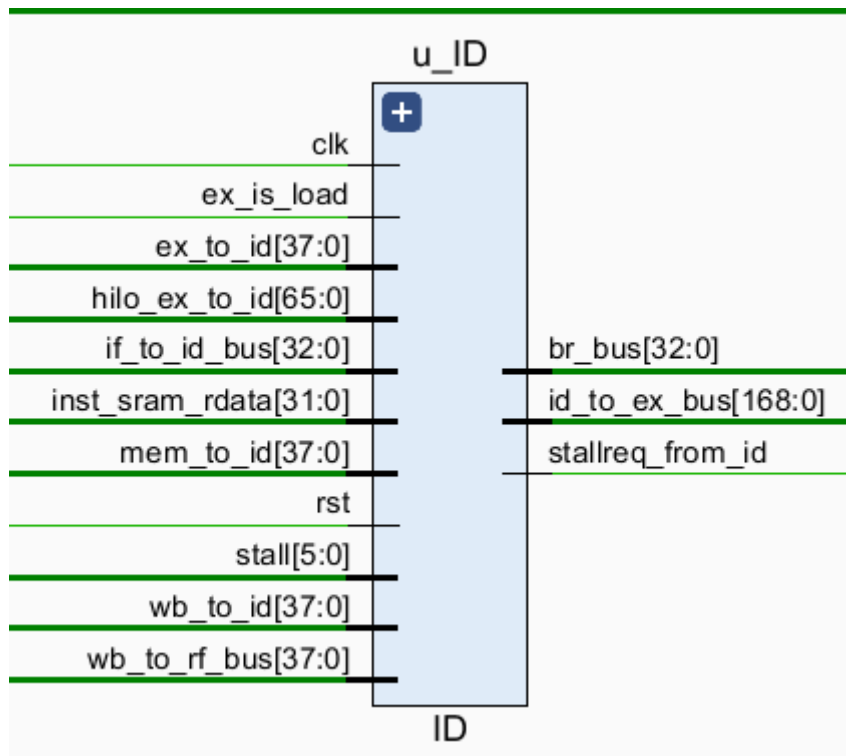 u_ID
clk
ex_is_load
ex_to_id[37:0]
hilo_ex_to_id[65:0]
if_to_id_bus[32:0]
inst_sram_rdata[31:0]
mem_to_id[37:0]
rst
stall[5:0]
wb_to_id[37:0]
wb_to_rf_bus[37:0]
br_bus[32:0]
id_to_ex_bus[168:0]
stallreq_from_id
ID